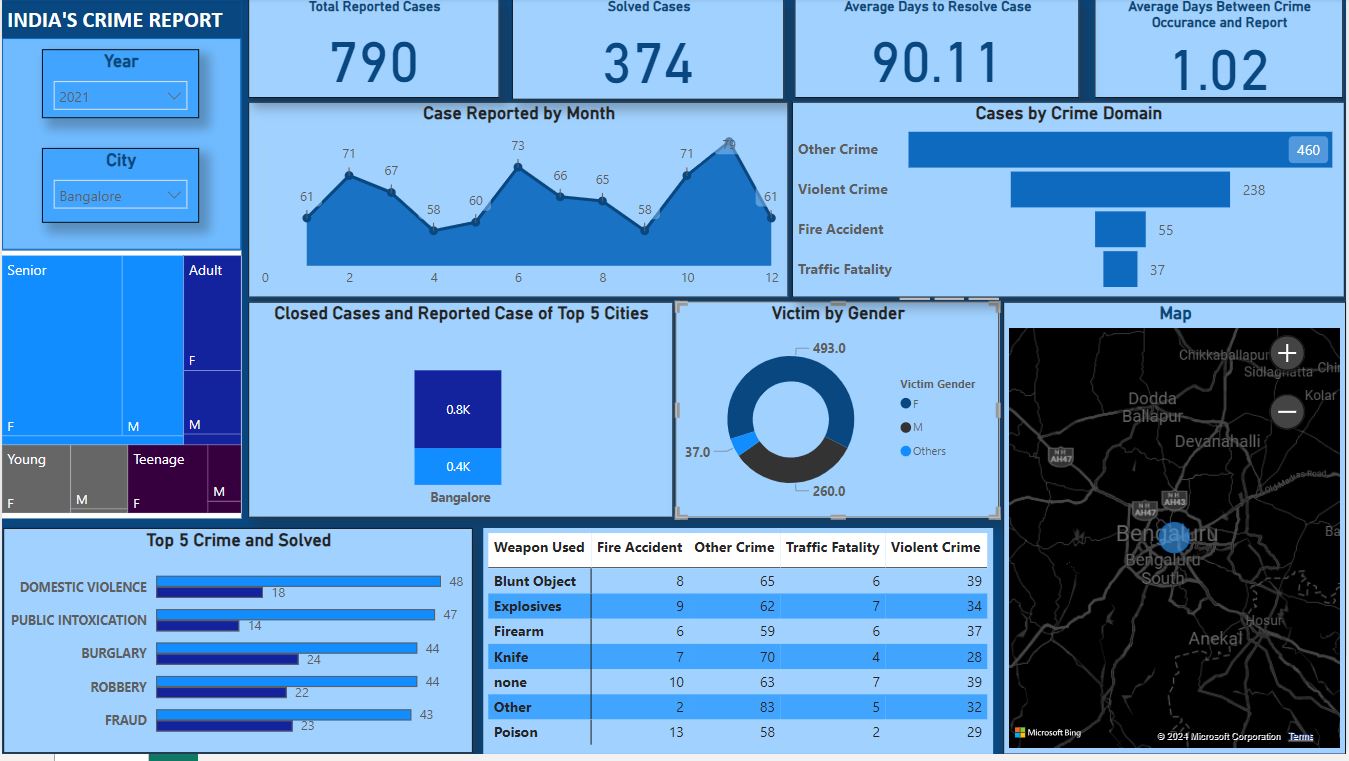 INDIA'S CRIME REPORT
Year
2021
City
Bangalore
Total Reported Cases
790
Solved Cases
374
Average Days to Resolve Case
90.11
Average Days Between Crime
Occurance and Report
1.02
Case Reported by Month
61
71
67
58
60
73
66
65
58
71
79
61
0
2
4
6
8
10
12
Cases by Crime Domain
Other Crime 460
Violent Crime 238
Fire Accident 55
Traffic Fatality 37
Senior
F
M
Adult
F
M
Young
F
M
Teenage
F
M
Closed Cases and Reported Case of Top 5 Cities
0.8K
0.4K
Bangalore
Victim by Gender
493.0
37.0
260.0
Victim Gender
F
M
Others
Map
Chikkaballapur
Sidlaghatta
Chin
Kolar
Dodda
Ballapur
Devanahalli
NH
AH47
Old Madras Road
NH
AH43
NH
AH47
Bengaluru
Ba
Bengaluru
South
Hosur
Anekal
Microsoft Bing
© 2024 Microsoft Corporation Terms
Top 5 Crime and Solved
DOMESTIC VIOLENCE 48
18
PUBLIC INTOXICATION 47
14
BURGLARY 44
24
ROBBERY 44
22
FRAUD 43
23
Weapon Used Fire Accident Other Crime Traffic Fatality Violent Crime
Blunt Object 8 65 6 39
Explosives 9 62 7 34
Firearm 6 59 6 37
Knife 7 70 4 28
none 10 63 7 39
Other 2 83 5 32
Poison 13 58 2 29